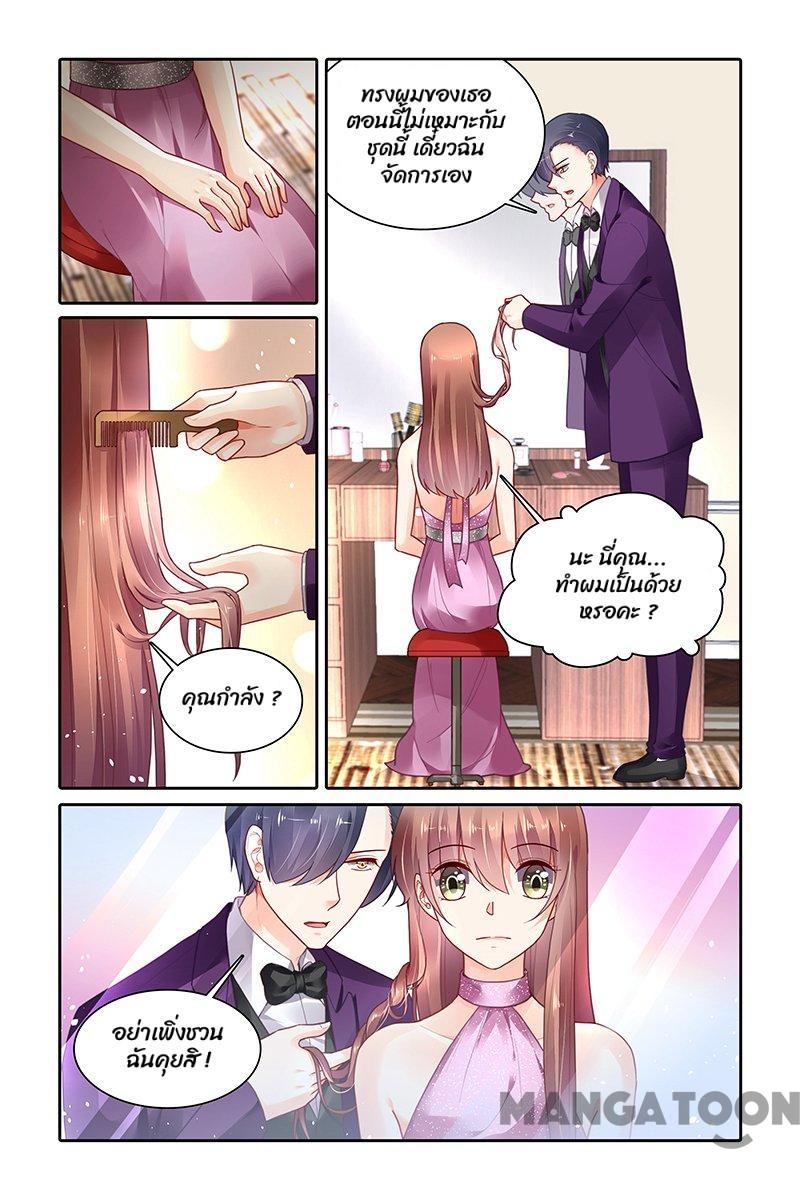 ทรงผมของเธอ
ตอนนี้ไม่เหมาะกับ
ชุดนี้ เดี๋ยวฉัน
จัดการเอง
คุณกำลัง ?
นะ นี่คุณ...
ทำผมเป็นด้วย
หรอคะ ?
อย่าเพิ่งชวน
ฉันคุยสิ !
MANGATOON